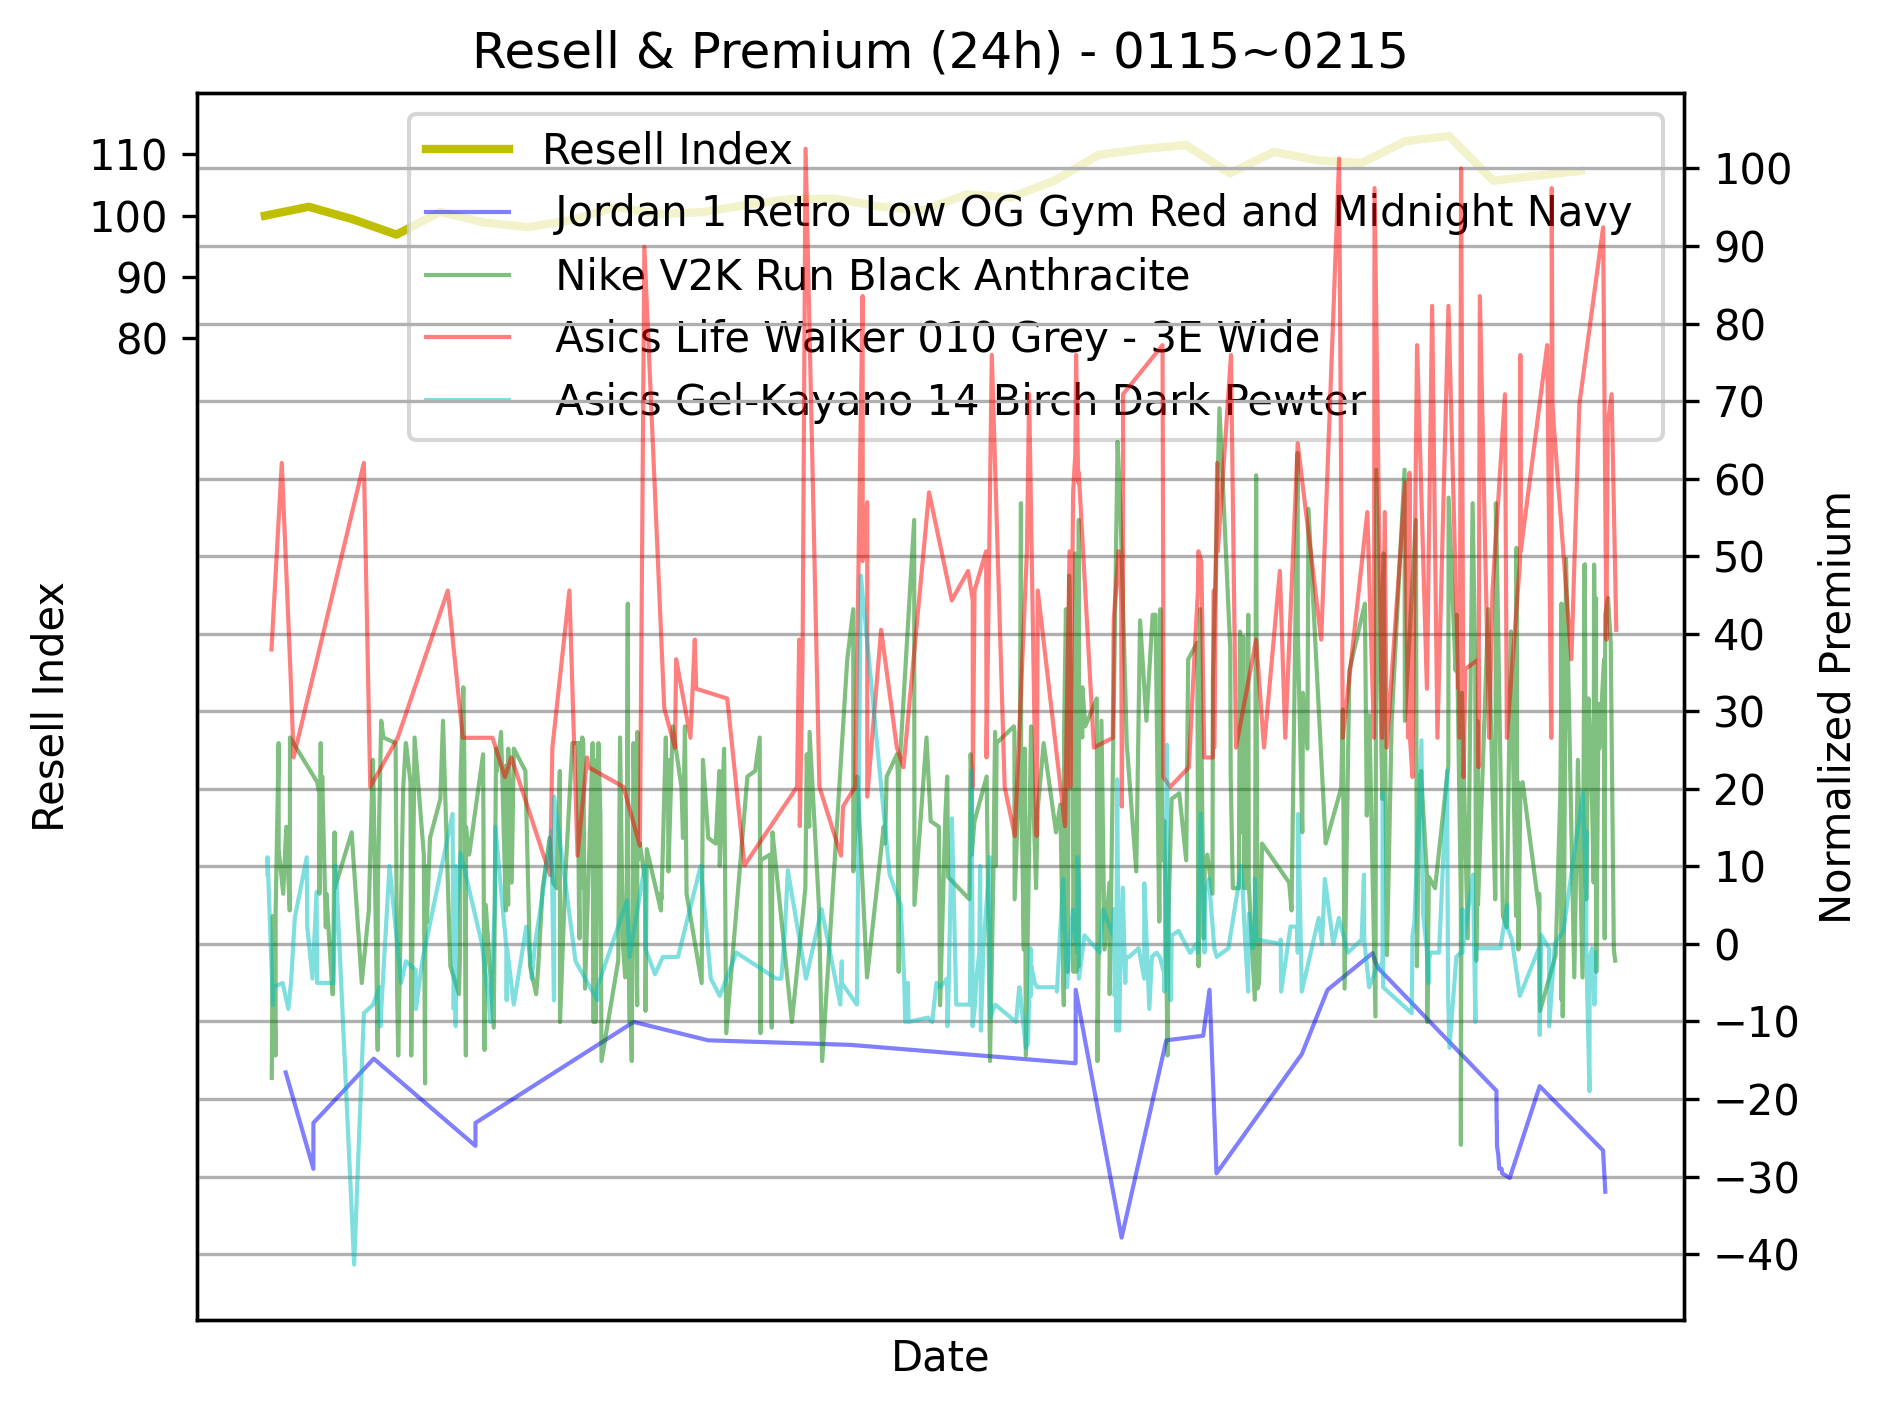 Resell & Premium (24h) - 0115~0215
Resell Index
Jordan 1 Retro Low OG Gym Red and Midnight Navy
Nike V2K Run Black Anthracite
Asics Life Walker 010 Grey - 3E Wide
Asics Gel-Kayano 14 Birch Dark Pewter
110
100
90
80
Resell Index
100
90
80
70
60
50
40
30
20
10
0
−10
−20
−30
−40
Normalized Premium
Date